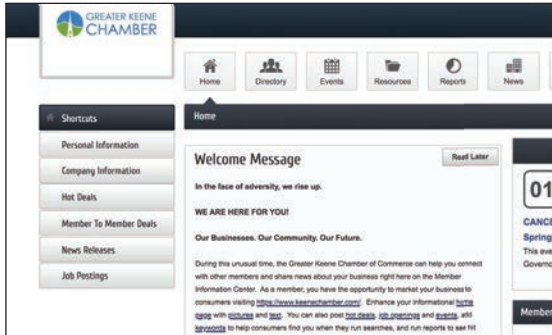 GREATER KEENE
CHAMBER
Home
Directory
Events
Resources
Reports
News
Shortcuts
Home
Personal Information
Company Information
Hot Deals
Member To Member Deals
News Releases
Job Postings
Welcome Message
Read Later
In the face of adversity, we rise up.
WE ARE HERE FOR YOU!
Our Businesses. Our Community. Our Future.
During this unusual time, the Greater Keene Chamber of Commerce can help you connect
with other members and share news about your business right here on the Member
Information Center. As a member, you have the opportunity to market your business to
consumers visiting https://www.keenechamber.com/. Enhance your informational home
page with pictures and text. You can also post hot deals, job openings and events, add
keywords to help consumers find you when they run searches, and run reports to see hit
01
CANCE
Spring
This eve
Governo
Member